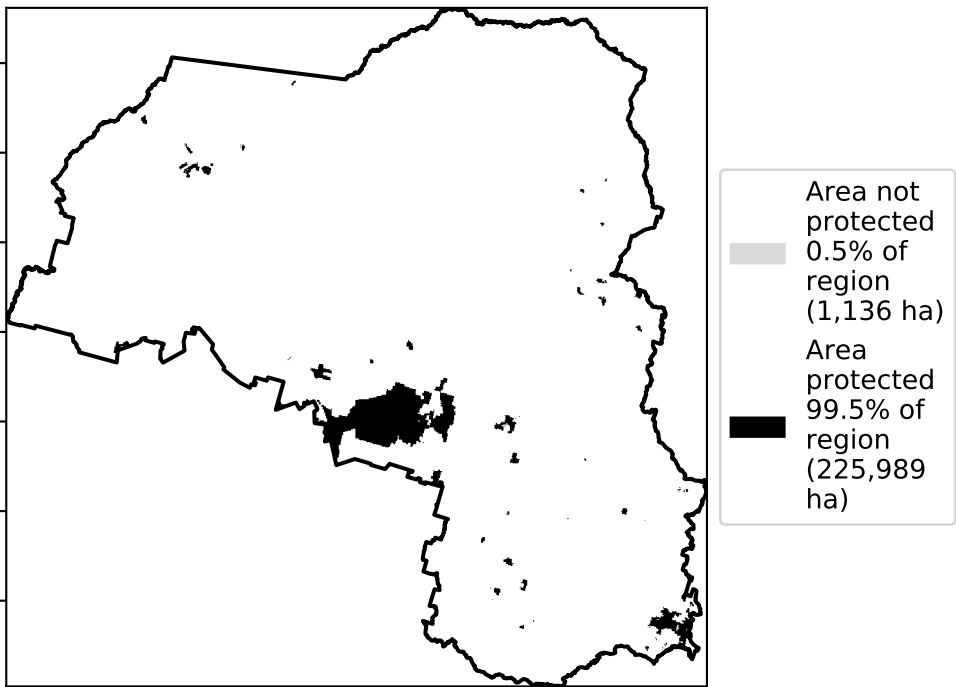 Area not
protected
0.5% of
region
(1,136 ha)
Area
protected
99.5% of
region
(225,989
ha)